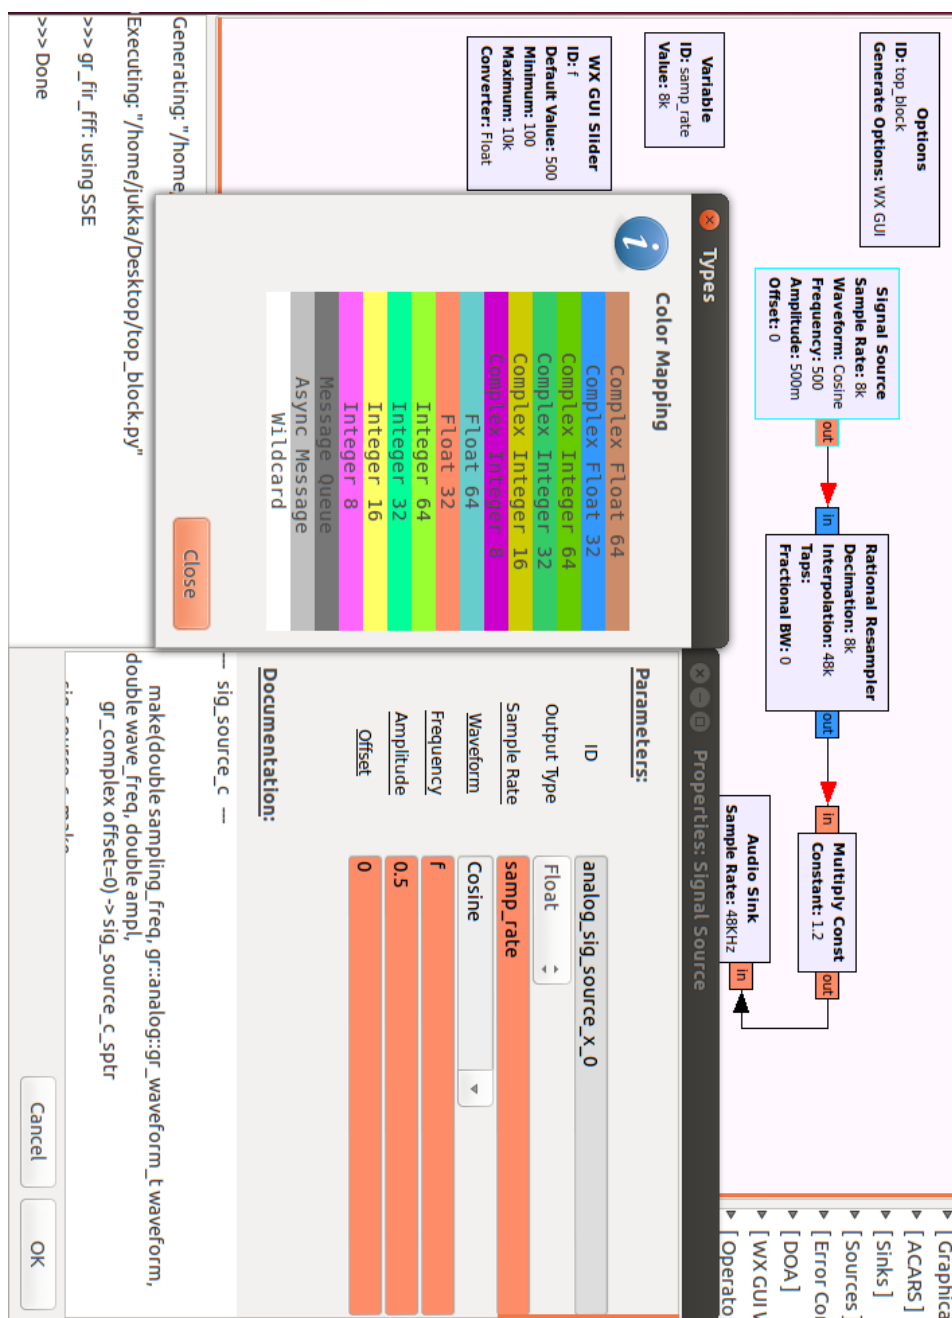 Options
ID: top_block
Generate Options: WX GUI
Variable
ID: samp_rate
Value: 8k
WX GUI Slider
ID: f
Default Value: 500
Minimum: 100
Maximum: 10k
Converter: Float
Signal Source
Sample Rate: 8k
Waveform: Cosine
Frequency: 500
Amplitude: 500m
Offset: 0
out
in
Rational Resampler
Decimation: 8k
Interpolation: 48k
Taps:
Fractional BW: 0
out
in
Multiply Const
Constant: 1.2
out
Audio Sink
Sample Rate: 48KHz
in
[ Graphica
[ ACARS ]
[ Sinks ]
[ Sources ]
[ Error Co
[ DOA ]
[ WX GUI W
[ Operato
Types
Color Mapping
Complex Float 64
Complex Float 32
Complex Integer 64
Complex Integer 32
Complex Integer 16
Complex Integer 8
Float 64
Float 32
Integer 64
Integer 32
Integer 16
Integer 8
Message Queue
Async Message
Wildcard
Close
Properties: Signal Source
Parameters:
ID
analog_sig_source_x_0
Output Type
Float
Sample Rate
samp_rate
Waveform
Cosine
Frequency
f
Amplitude
0.5
Offset
0
Documentation:
--- sig_source_c ---
make(double sampling_freq, gr::analog::gr_waveform_t waveform,
double wave_freq, double ampl,
gr_complex offset=0) -> sig_source_c_sptr
Cancel
OK
Generating: "/home,
Executing: "/home/jukka/Desktop/top_block.py"
>>> gr_fir_fff: using SSE
>>> Done